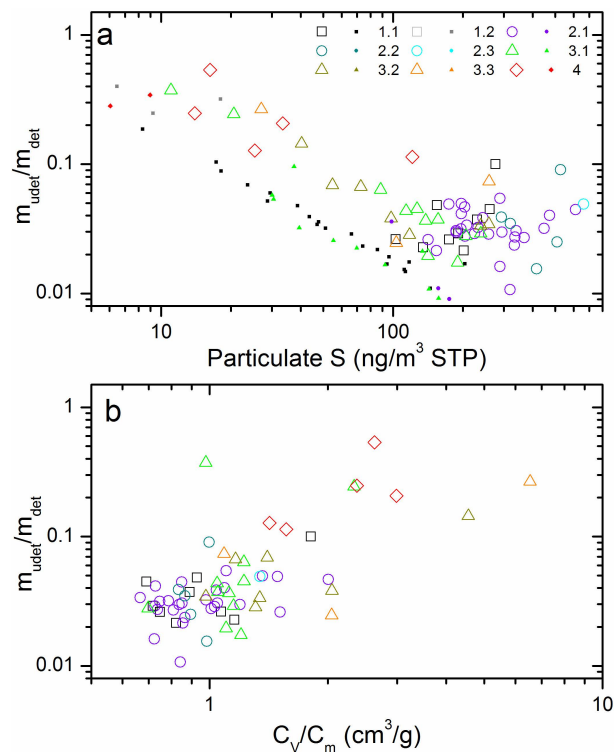 a
1.1 1.2 2.1
2.2 2.3 3.1
3.2 3.3 4
1
0.1
0.01
m_udet/m_det
10 100
Particulate S (ng/m³ STP)
b
1
0.1
0.01
m_udet/m_det
1 10
C_V/C_m (cm³/g)